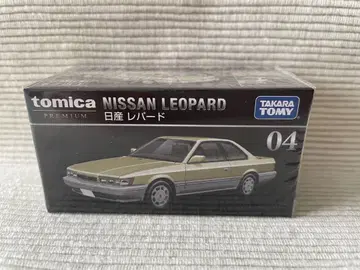 tomica
PREMIUM
NISSAN LEOPARD
日産 レパード
TAKARA
TOMY
04